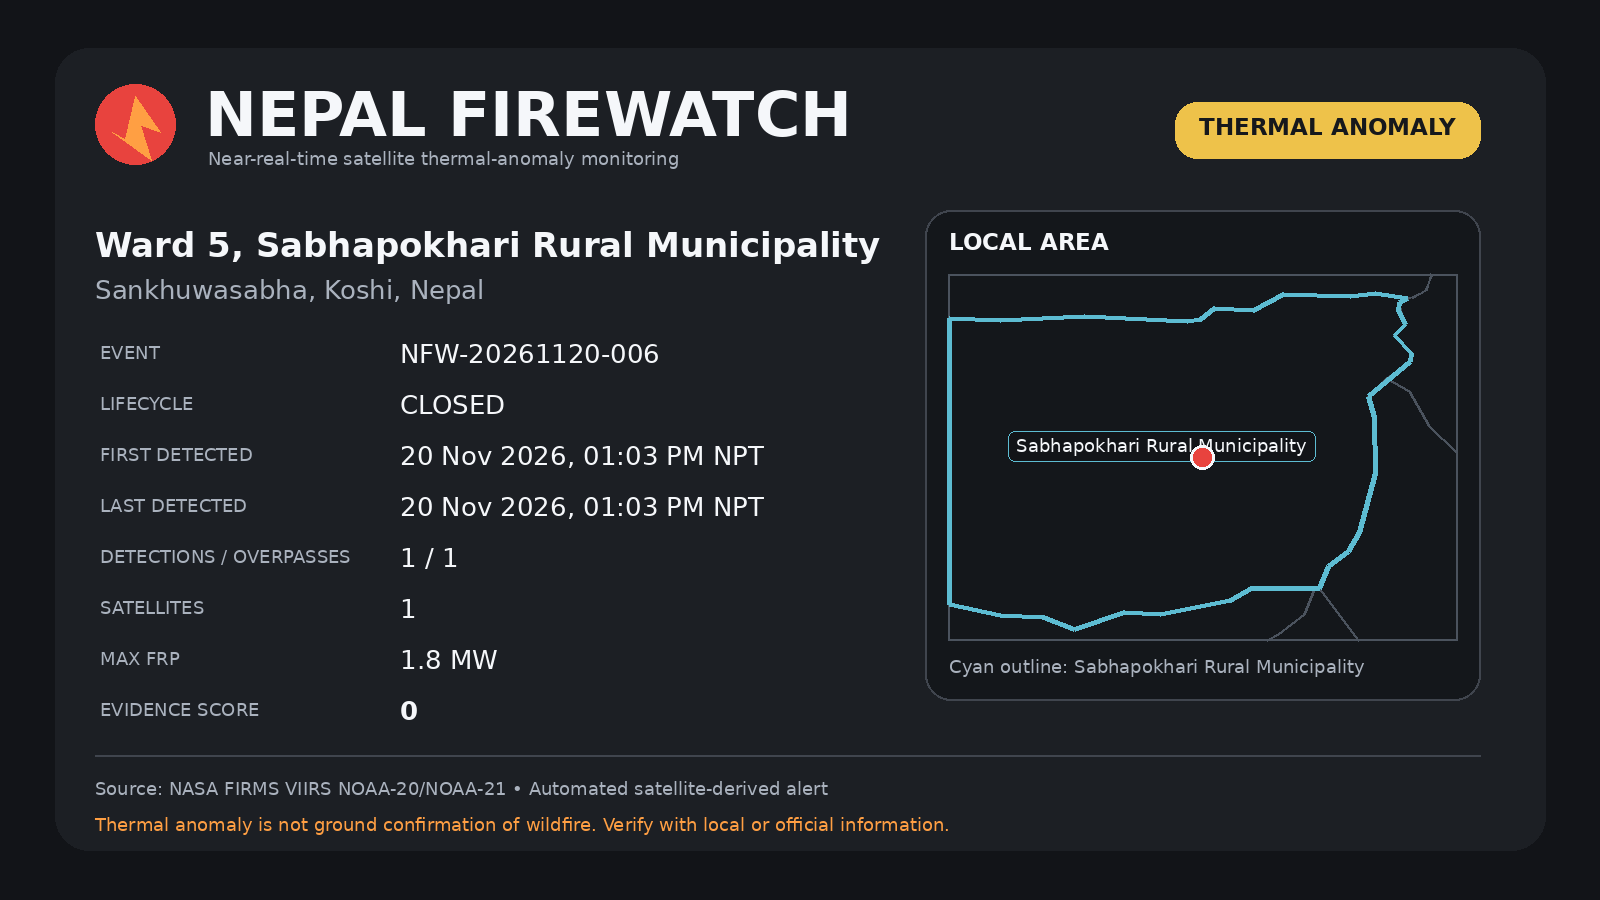 NEPAL FIREWATCH
Near-real-time satellite thermal-anomaly monitoring
THERMAL ANOMALY
Ward 5, Sabhapokhari Rural Municipality
Sankhuwasabha, Koshi, Nepal
EVENT NFW-20261120-006
LIFECYCLE CLOSED
FIRST DETECTED 20 Nov 2026, 01:03 PM NPT
LAST DETECTED 20 Nov 2026, 01:03 PM NPT
DETECTIONS / OVERPASSES 1 / 1
SATELLITES 1
MAX FRP 1.8 MW
EVIDENCE SCORE 0
LOCAL AREA
Sabhapokhari Rural Municipality
Cyan outline: Sabhapokhari Rural Municipality
Source: NASA FIRMS VIIRS NOAA-20/NOAA-21 • Automated satellite-derived alert
Thermal anomaly is not ground confirmation of wildfire. Verify with local or official information.